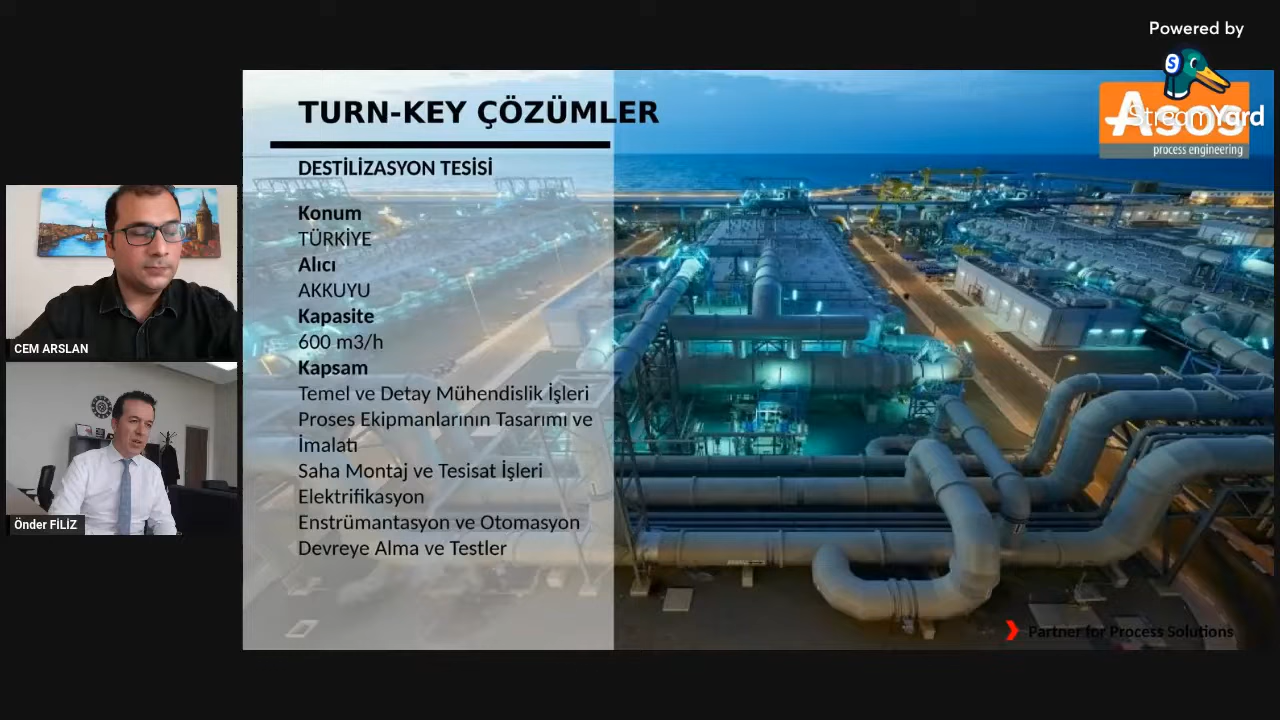 Powered by
StreamYard
Asos
process engineering
TURN-KEY ÇÖZÜMLER
DESTİLİZASYON TESİSİ
Konum
TÜRKİYE
Alıcı
AKKUYU
Kapasite
600 m3/h
Kapsam
Temel ve Detay Mühendislik İşleri
Proses Ekipmanlarının Tasarımı ve
İmalatı
Saha Montaj ve Tesisat İşleri
Elektrifikasyon
Enstrümantasyon ve Otomasyon
Devreye Alma ve Testler
CEM ARSLAN
Önder FİLİZ
Partner for Process Solutions